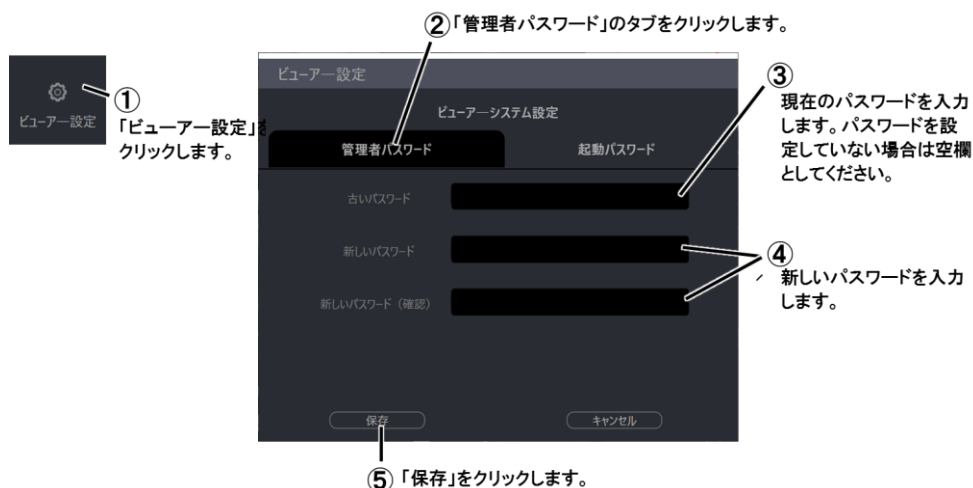 ②「管理者パスワード」のタブをクリックします。
ビューアー設定
①
「ビューアー設定」を
クリックします。
ビューアー設定
ビューアーシステム設定
管理者パスワード
起動パスワード
③
現在のパスワードを入力
します。パスワードを設
定していない場合は空欄
としてください。
古いパスワード
新しいパスワード
新しいパスワード（確認）
④
新しいパスワードを入力
します。
保存
キャンセル
⑤「保存」をクリックします。